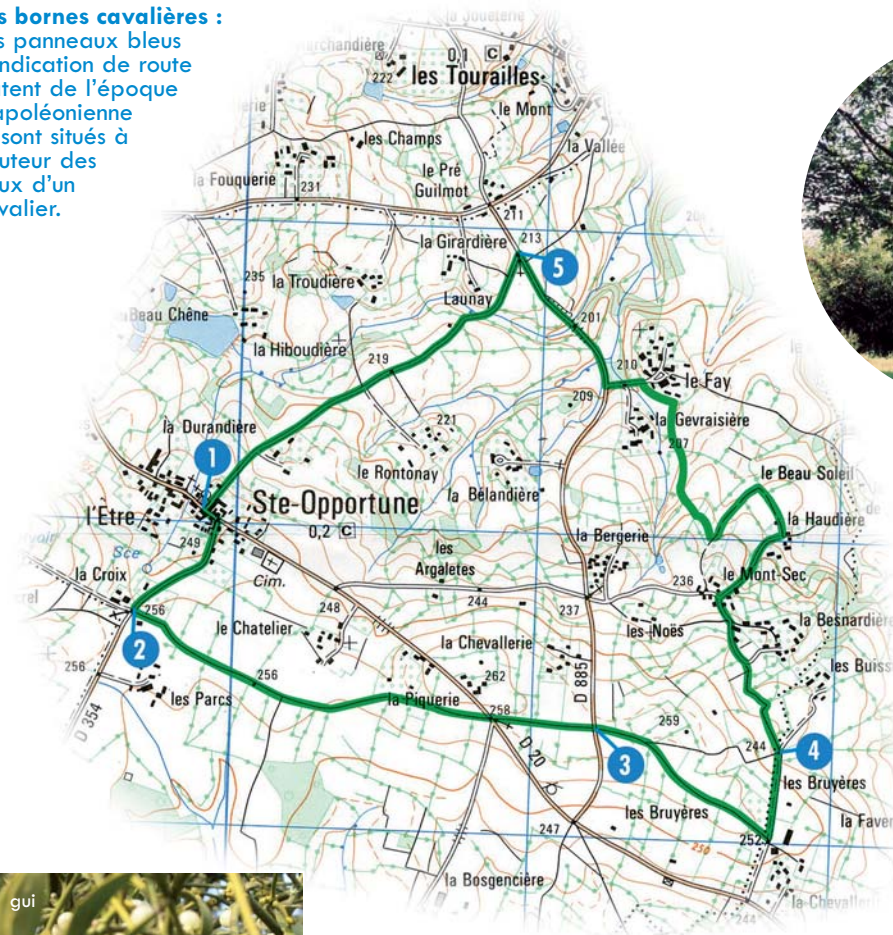 s bornes cavalières :
s panneaux bleus
indication de route
tent de l'époque
apoléonienne
sont situés à
uteur des
ux d'un
valier.
la Jouëterie
archandière
0,1 C
222
les Tourailles
le Mont
les Champs
la Vallée
la Fouquerie
231
le Pré
Guilmot
211
213
la Girardière
5
235
la Troudière
Launay
201
Beau Chêne
la Hiboudière
219
210
le Fay
209
la Gevraisière
207
221
la Durandière
1
le Rontonay
la Bélandière
le Beau Soleil
l'Etre
Ste-Opportune
0,2 C
la Haudière
249
Sce
Cim.
les
Argaletes
la Bergerie
236
le Mont-Sec
la Croix
256
248
244
237
le Chatelier
les Noës
la Besnardière
2
la Chevallerie
D 885
les Buiss
256
256
262
les Parcs
la Piquerie
258
259
D 354
D 20
3
244
4
les Bruyères
les Bruyères
247
252
la Faver
250
la Bosgencière
la Chevalleri
244
gui